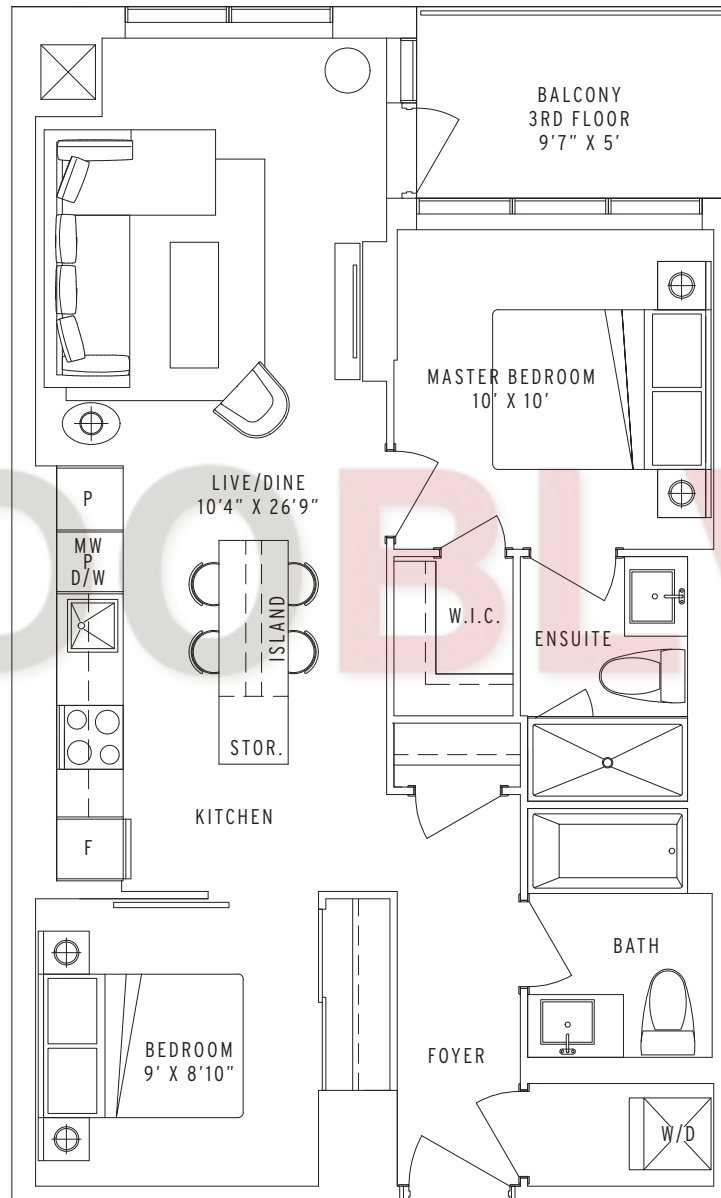 BALCONY
3RD FLOOR
9'7" X 5'
MASTER BEDROOM
10' X 10'
LIVE/DINE
10'4" X 26'9"
P
MW
P
D/W
ISLAND
W.I.C.
ENSUITE
STOR.
KITCHEN
F
BATH
BEDROOM
9' X 8'10"
FOYER
W/D
OOBL